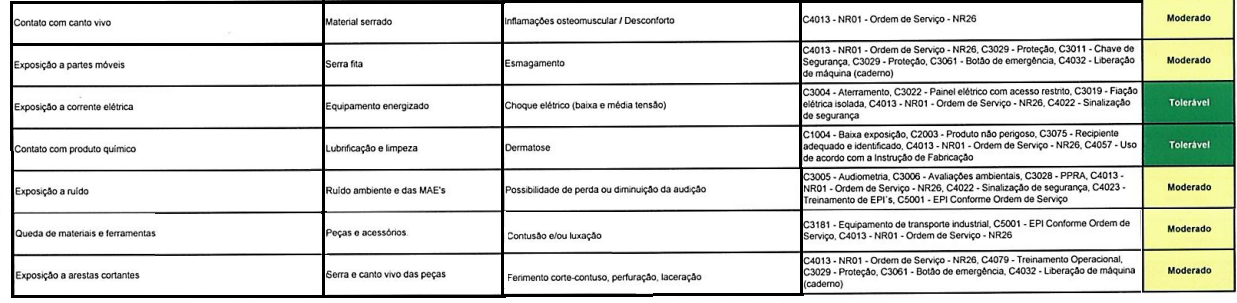 Contato com canto vivo
Material serrado
Inflamações osteomuscular / Desconforto
C4013 - NR01 - Ordem de Serviço - NR26
Moderado
Exposição a partes móveis
Serra fita
Esmagamento
C4013 - NR01 - Ordem de Serviço - NR26, C3029 - Proteção, C3011 - Chave de
Segurança, C3029 - Proteção, C3061 - Botão de emergência, C4032 - Liberação
de máquina (caderno)
Moderado
Exposição a corrente elétrica
Equipamento energizado
Choque elétrico (baixa e média tensão)
C3004 - Aterramento, C3022 - Painel elétrico com acesso restrito, C3019 - Fiação
elétrica isolada, C4013 - NR01 - Ordem de Serviço - NR26, C4022 - Sinalização
de segurança
Tolerável
Contato com produto químico
Lubrificação e limpeza
Dermatose
C1004 - Baixa exposição, C2003 - Produto não perigoso, C3075 - Recipiente
adequado e identificado, C4013 - NR01 - Ordem de Serviço - NR26, C4057 - Uso
de acordo com a Instrução de Fabricação
Tolerável
Exposição a ruído
Ruído ambiente e das MAE's
Possibilidade de perda ou diminuição da audição
C3005 - Audiometria, C3006 - Avaliações ambientais, C3028 - PPRA, C4013 -
NR01 - Ordem de Serviço - NR26, C4022 - Sinalização de segurança, C4023 -
Treinamento de EPI´s, C5001 - EPI Conforme Ordem de Serviço
Moderado
Queda de materiais e ferramentas
Peças e acessórios
Contusão e/ou luxação
C3181 - Equipamento de transporte industrial, C5001 - EPI Conforme Ordem de
Serviço, C4013 - NR01 - Ordem de Serviço - NR26
Moderado
Exposição a arestas cortantes
Serra e canto vivo das peças
Ferimento corte-contuso, perfuração, laceração
C4013 - NR01 - Ordem de Serviço - NR26, C4079 - Treinamento Operacional,
C3029 - Proteção, C3061 - Botão de emergência, C4032 - Liberação de máquina
(caderno)
Moderado